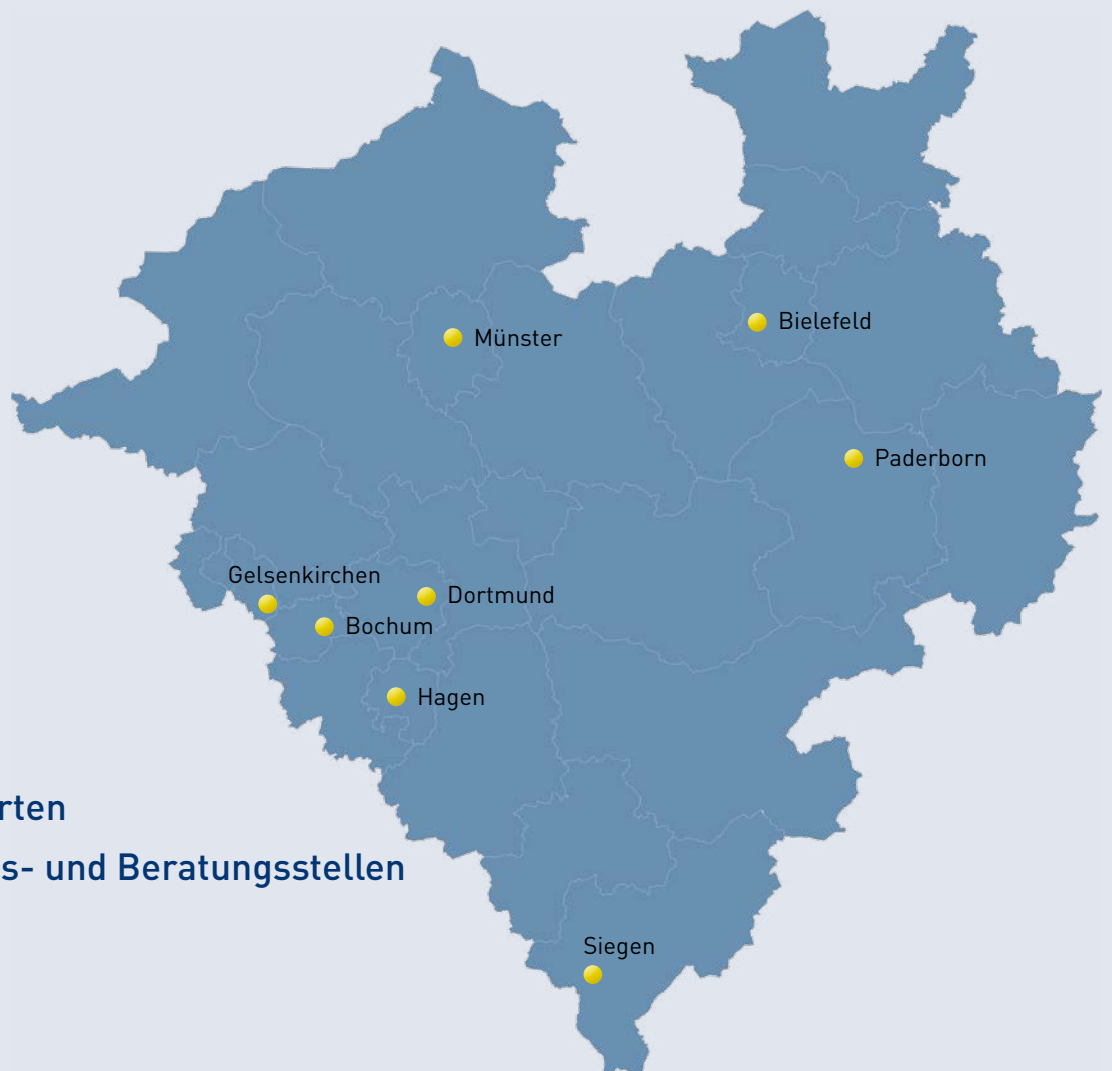 Münster
Bielefeld
Paderborn
Gelsenkirchen
Dortmund
Bochum
Hagen
rten
s- und Beratungsstellen
Siegen